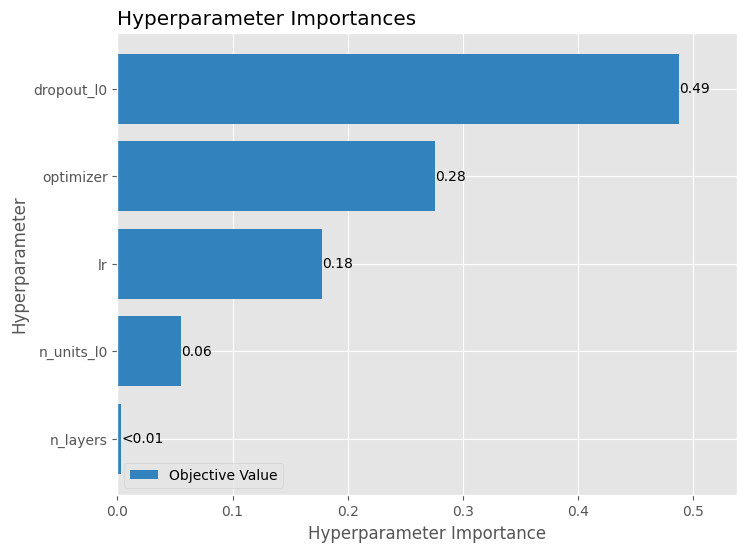 Hyperparameter Importances
dropout_l0
0.49
optimizer
0.28
lr
0.18
n_units_l0
0.06
n_layers
<0.01
Objective Value
0.0 0.1 0.2 0.3 0.4 0.5
Hyperparameter Importance
Hyperparameter